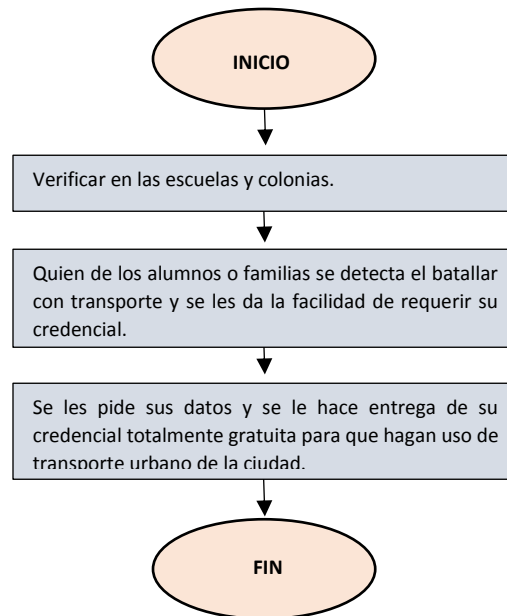 INICIO
Verificar en las escuelas y colonias.
Quien de los alumnos o familias se detecta el batallar
con transporte y se les da la facilidad de requerir su
credencial.
Se les pide sus datos y se le hace entrega de su
credencial totalmente gratuita para que hagan uso de
transporte urbano de la ciudad.
FIN